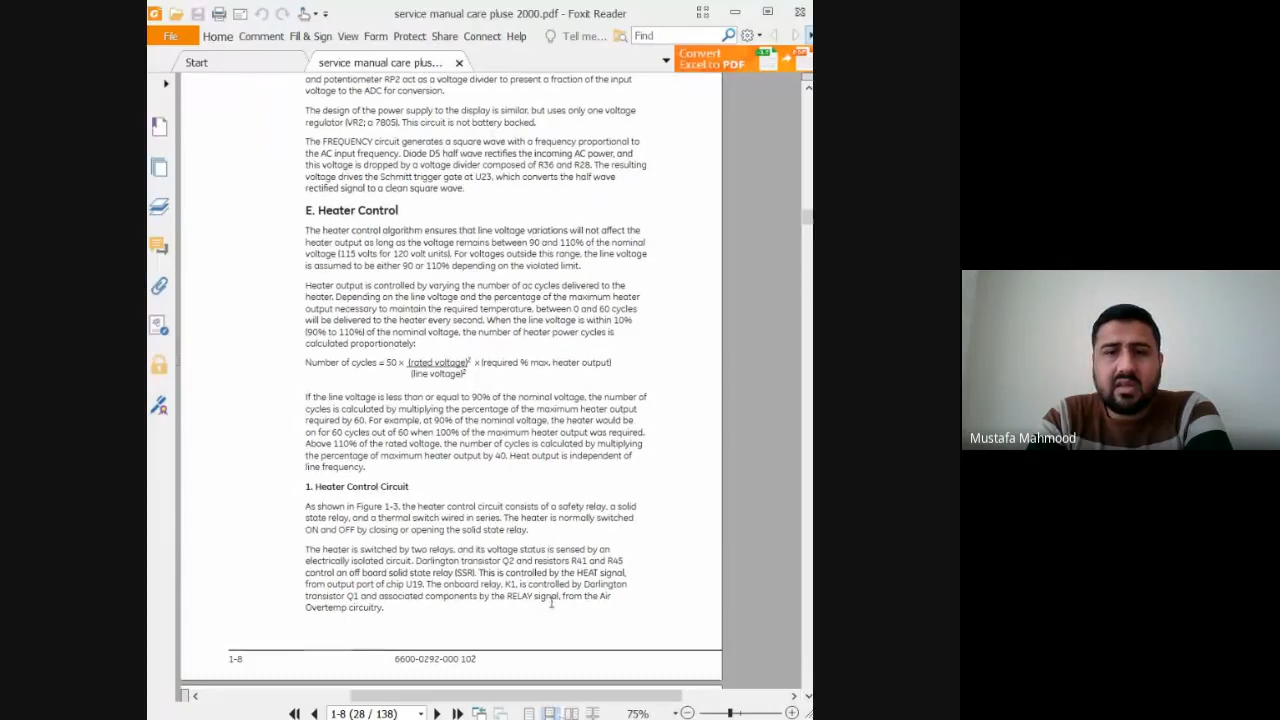 service manual care pluse 2000.pdf - Foxit Reader
File Home Comment Fill & Sign View Form Protect Share Connect Help Tell me... Find
Start service manual care plus...
Convert
Excel to PDF
and potentiometer RP2 act as a voltage divider to present a fraction of the input
voltage to the ADC for conversion.
The design of the power supply to the display is similar, but uses only one voltage
regulator (VR2; a 7805). This circuit is not battery backed.
The FREQUENCY circuit generates a square wave with a frequency proportional to
the AC input frequency. Diode D5 half wave rectifies the incoming AC power, and
this voltage is dropped by a voltage divider composed of R36 and R28. The resulting
voltage drives the Schmitt trigger gate at U23, which converts the half wave
rectified signal to a clean square wave.
E. Heater Control
The heater control algorithm ensures that line voltage variations will not affect the
heater output as long as the voltage remains between 90 and 110% of the nominal
voltage (115 volts for 120 volt units). For voltages outside this range, the line voltage
is assumed to be either 90 or 110% depending on the violated limit.
Heater output is controlled by varying the number of ac cycles delivered to the
heater. Depending on the line voltage and the percentage of the maximum heater
output necessary to maintain the required temperature, between 0 and 60 cycles
will be delivered to the heater every second. When the line voltage is within 10%
(90% to 110%) of the nominal voltage, the number of heater power cycles is
calculated proportionately:
Number of cycles = 50 × (rated voltage)² × (required % max. heater output)
(line voltage)²
If the line voltage is less than or equal to 90% of the nominal voltage, the number of
cycles is calculated by multiplying the percentage of the maximum heater output
required by 60. For example, at 90% of the nominal voltage, the heater would be
on for 60 cycles out of 60 when 100% of the maximum heater output was required.
Above 110% of the rated voltage, the number of cycles is calculated by multiplying
the percentage of maximum heater output by 40. Heat output is independent of
line frequency.
1. Heater Control Circuit
As shown in Figure 1-3, the heater control circuit consists of a safety relay, a solid
state relay, and a thermal switch wired in series. The heater is normally switched
ON and OFF by closing or opening the solid state relay.
The heater is switched by two relays, and its voltage status is sensed by an
electrically isolated circuit. Darlington transistor Q2 and resistors R41 and R45
control an off board solid state relay (SSR). This is controlled by the HEAT signal,
from output port of chip U19. The onboard relay, K1, is controlled by Darlington
transistor Q1 and associated components by the RELAY signal, from the Air
Overtemp circuitry.
1-8 6600-0292-000 102
1-8 (28 / 138) 75%
Mustafa Mahmood